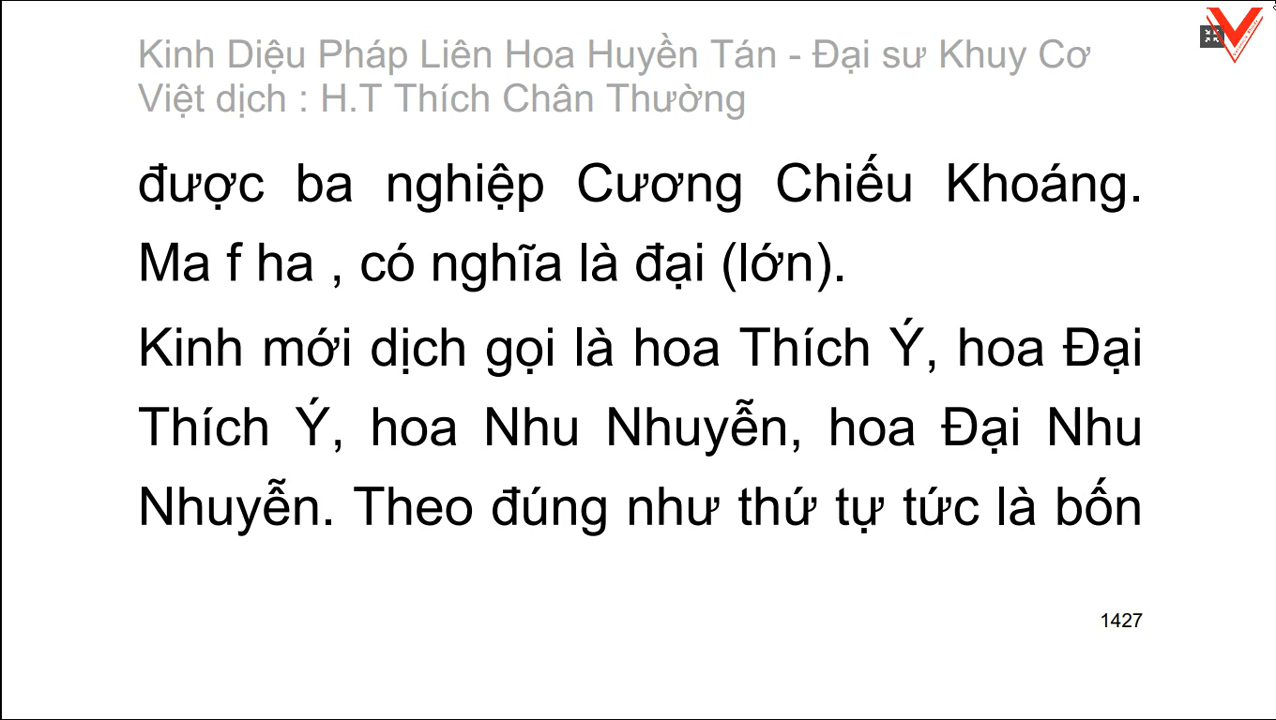 Kinh Diệu Pháp Liên Hoa Huyền Tán - Đại sư Khuy Cơ
Việt dịch : H.T Thích Chân Thường
được ba nghiệp Cương Chiếu Khoáng.
Ma f ha , có nghĩa là đại (lớn).
Kinh mới dịch gọi là hoa Thích Ý, hoa Đại
Thích Ý, hoa Nhu Nhuyễn, hoa Đại Nhu
Nhuyễn. Theo đúng như thứ tự tức là bốn
1427